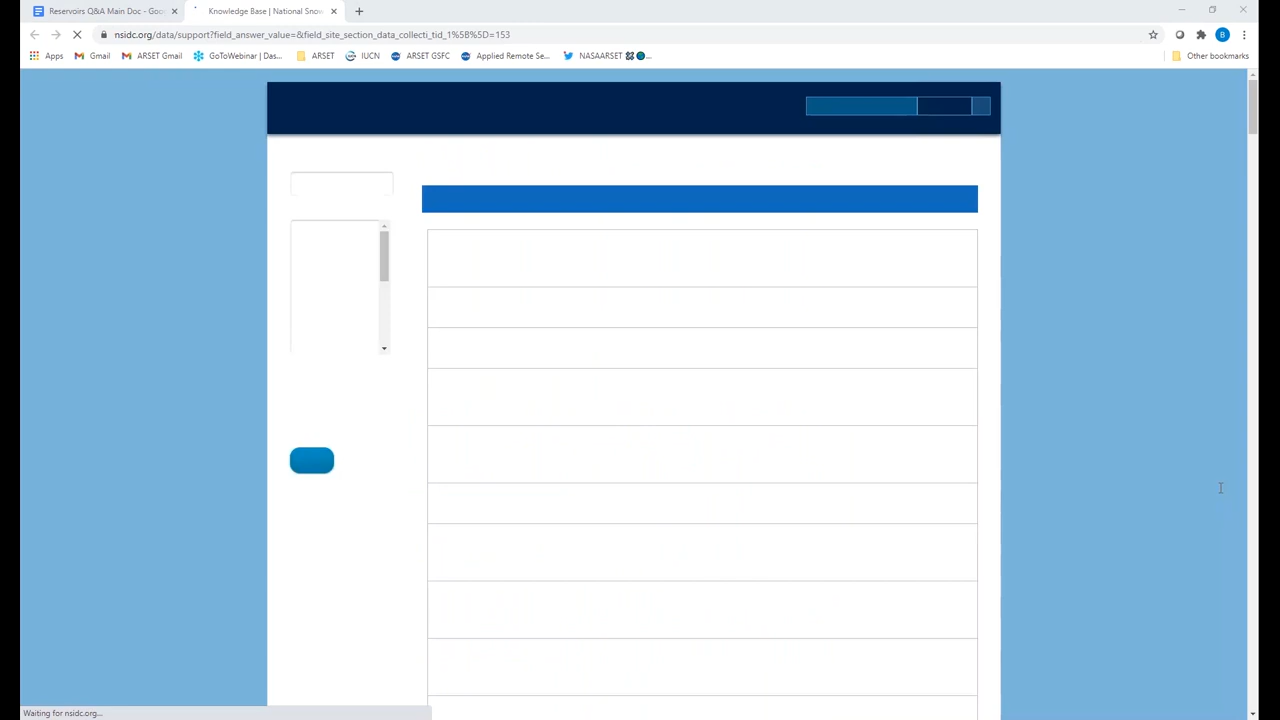 Reservoirs Q&A Main Doc - Goo
Knowledge Base | National Snow
nsidc.org/data/support?field_answer_value=&field_site_section_data_collecti_tid_1%5B%5D=153
B
Apps
Gmail
ARSET Gmail
GoToWebinar | Das...
ARSET
IUCN
ARSET GSFC
Applied Remote Se...
NASAARSET
...
Other bookmarks
Waiting for nsidc.org...